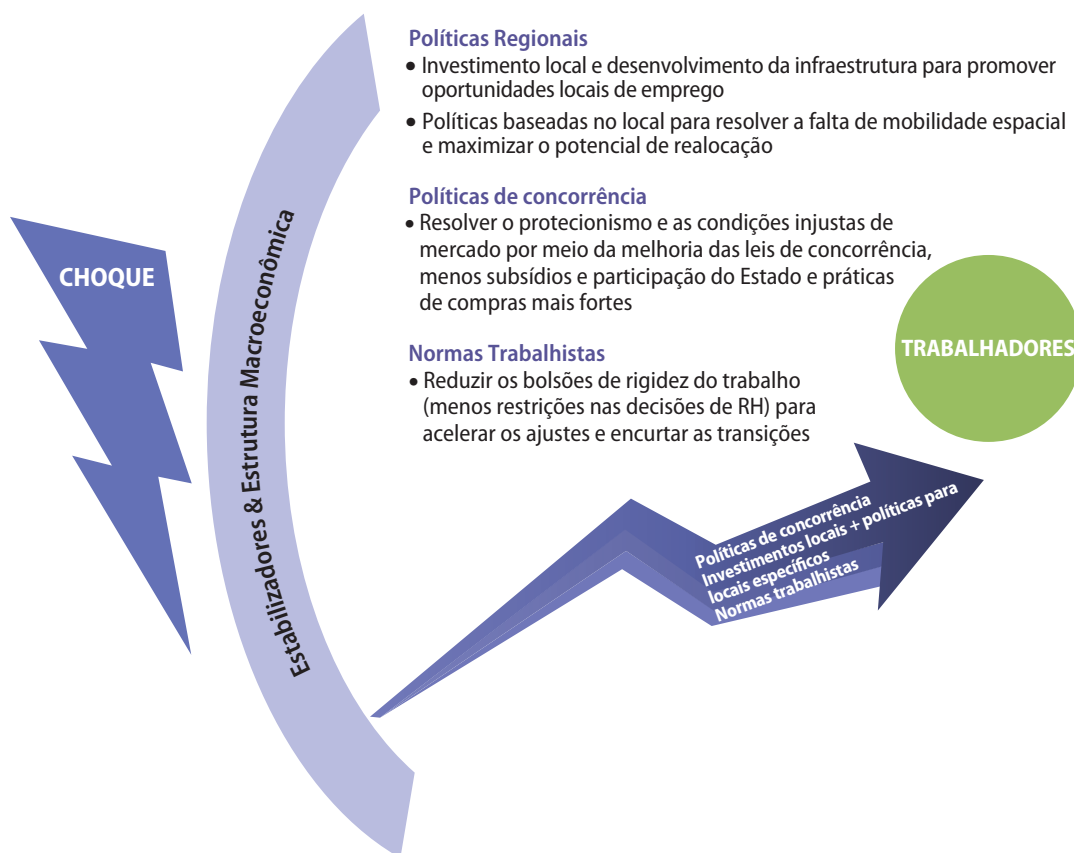 Políticas Regionais
• Investimento local e desenvolvimento da infraestrutura para promover
oportunidades locais de emprego
• Políticas baseadas no local para resolver a falta de mobilidade espacial
e maximizar o potencial de realocação
Políticas de concorrência
• Resolver o protecionismo e as condições injustas de
mercado por meio da melhoria das leis de concorrência,
menos subsídios e participação do Estado e práticas
de compras mais fortes
Normas Trabalhistas
• Reduzir os bolsões de rigidez do trabalho
(menos restrições nas decisões de RH) para
acelerar os ajustes e encurtar as transições
CHOQUE
Estabilizadores & Estrutura Macroeconômica
TRABALHADORES
Políticas de concorrência
Investimentos locais + políticas para
locais específicos
Normas trabalhistas